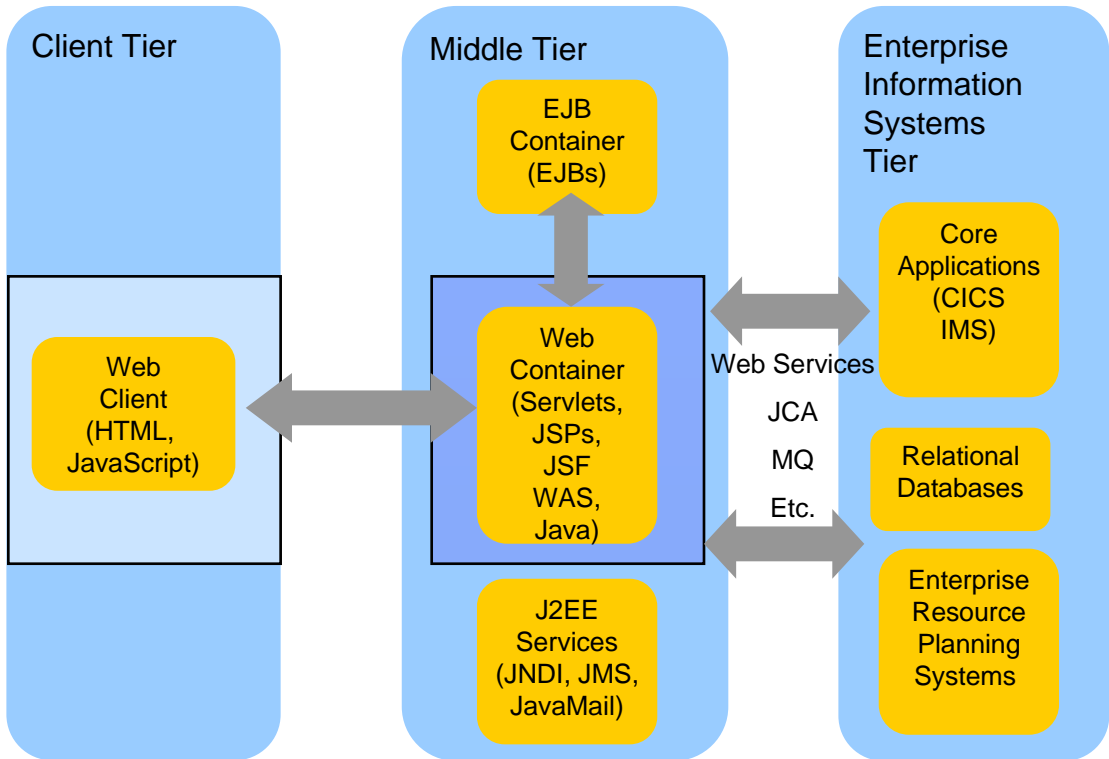 Client Tier
Web
Client
(HTML,
JavaScript)
Middle Tier
EJB
Container
(EJBs)
Web
Container
(Servlets,
JSPs,
JSF
WAS,
Java)
J2EE
Services
(JNDI, JMS,
JavaMail)
Web Services
JCA
MQ
Etc.
Enterprise
Information
Systems
Tier
Core
Applications
(CICS
IMS)
Relational
Databases
Enterprise
Resource
Planning
Systems